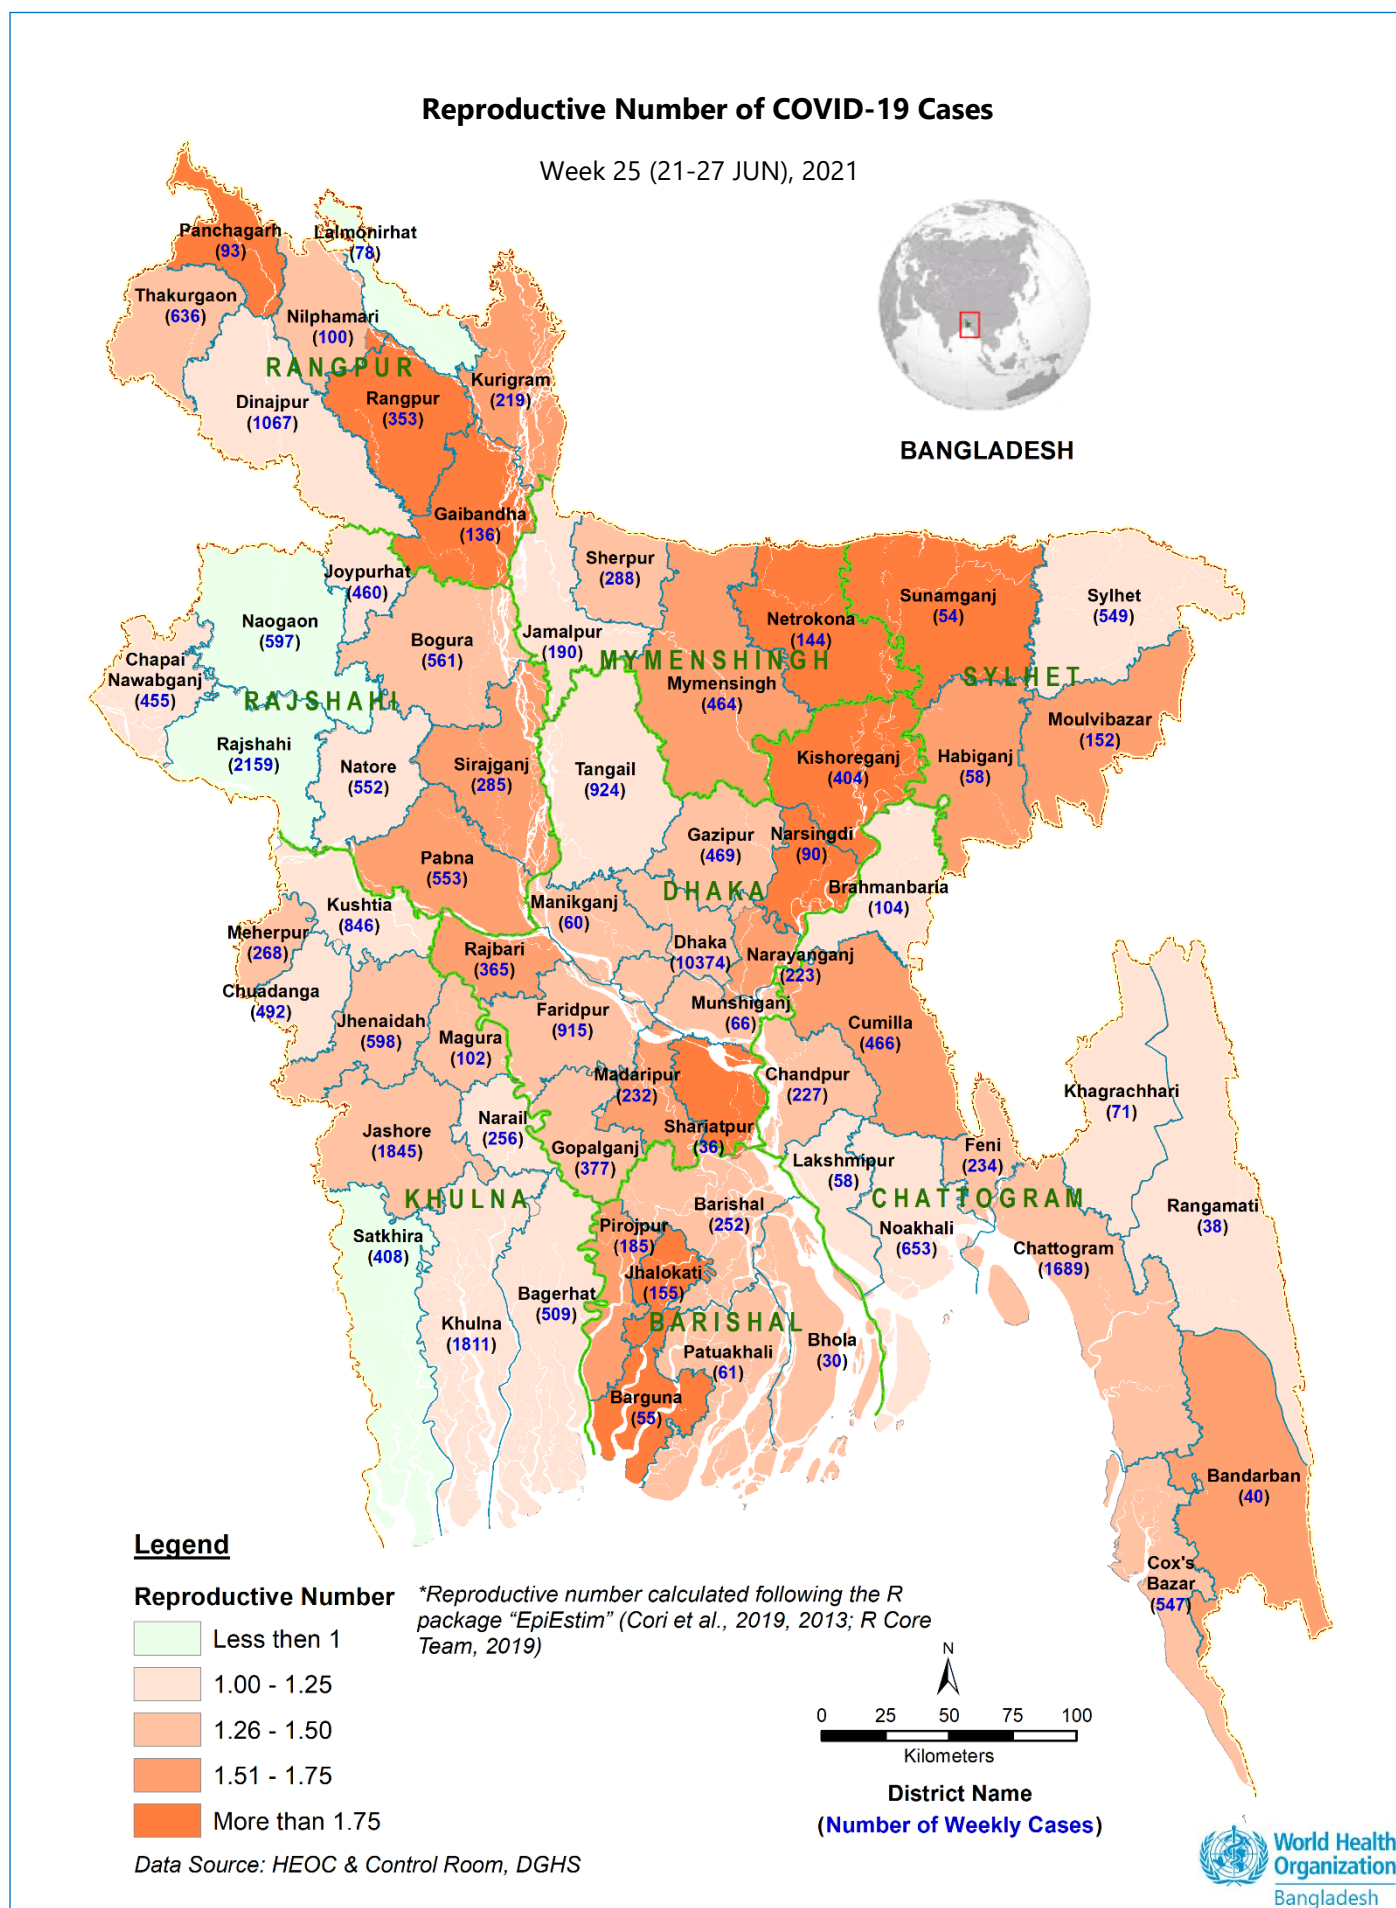 Reproductive Number of COVID-19 Cases
Week 25 (21-27 JUN), 2021
Panchagarh
(93)
Lalmonirhat
(78)
Thakurgaon
(636)
Nilphamari
(100)
RANGPUR
Kurigram
(219)
Dinajpur
(1067)
Rangpur
(353)
BANGLADESH
Gaibandha
(136)
Joypurhat
(460)
Sherpur
(288)
Naogaon
(597)
Bogura
(561)
Jamalpur
(190)
Netrokona
(144)
Sunamganj
(54)
Sylhet
(549)
Chapai
Nawabganj
(455)
RAJSHAHI
MYMENSHINGH
Mymensingh
(464)
SYLHET
Moulvibazar
(152)
Rajshahi
(2159)
Natore
(552)
Sirajganj
(285)
Tangail
(924)
Kishoreganj
(404)
Habiganj
(58)
Pabna
(553)
Gazipur
(469)
Narsingdi
(90)
DHAKA
Brahmanbaria
(104)
Kushtia
(846)
Manikganj
(60)
Meherpur
(268)
Rajbari
(365)
Dhaka
(10374)
Narayanganj
(223)
Chuadanga
(492)
Jhenaidah
(598)
Magura
(102)
Faridpur
(915)
Munshiganj
(66)
Cumilla
(466)
Madaripur
(232)
Chandpur
(227)
Khagrachhari
(71)
Jashore
(1845)
Narail
(256)
Gopalganj
(377)
Shariatpur
(36)
Lakshmipur
(58)
Feni
(234)
KHULNA
CHATTOGRAM
Rangamati
(38)
Satkhira
(408)
Pirojpur
(185)
Barishal
(252)
Noakhali
(653)
Chattogram
(1689)
Jhalokati
(155)
Bagerhat
(509)
Khulna
(1811)
BARISHAL
Patuakhali
(61)
Bhola
(30)
Barguna
(55)
Bandarban
(40)
Cox's
Bazar
(547)
Legend
Reproductive Number
Less then 1
1.00 - 1.25
1.26 - 1.50
1.51 - 1.75
More than 1.75
Data Source: HEOC & Control Room, DGHS
*Reproductive number calculated following the R
package “EpiEstim” (Cori et al., 2019, 2013; R Core
Team, 2019)
N
0 25 50 75 100
Kilometers
District Name
(Number of Weekly Cases)
World Health
Organization
Bangladesh